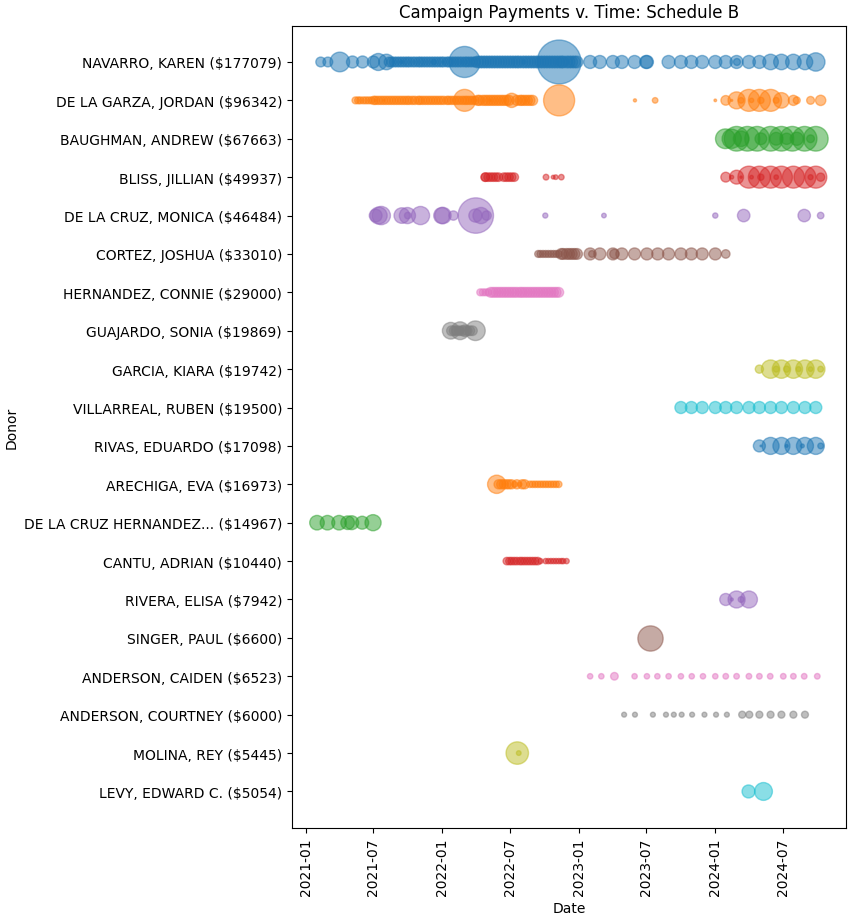 Campaign Payments v. Time: Schedule B
NAVARRO, KAREN ($177079)
DE LA GARZA, JORDAN ($96342)
BAUGHMAN, ANDREW ($67663)
BLISS, JILLIAN ($49937)
DE LA CRUZ, MONICA ($46484)
CORTEZ, JOSHUA ($33010)
HERNANDEZ, CONNIE ($29000)
GUAJARDO, SONIA ($19869)
GARCIA, KIARA ($19742)
VILLARREAL, RUBEN ($19500)
RIVAS, EDUARDO ($17098)
ARECHIGA, EVA ($16973)
DE LA CRUZ HERNANDEZ... ($14967)
CANTU, ADRIAN ($10440)
RIVERA, ELISA ($7942)
SINGER, PAUL ($6600)
ANDERSON, CAIDEN ($6523)
ANDERSON, COURTNEY ($6000)
MOLINA, REY ($5445)
LEVY, EDWARD C. ($5054)
Donor
2021-01
2021-07
2022-01
2022-07
2023-01
2023-07
2024-01
2024-07
Date